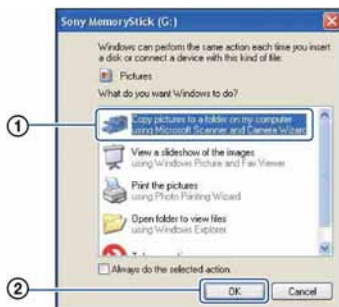 Sony MemoryStick (G:)
Windows can perform the same action each time you insert
a disk or connect a device with this kind of file:
Pictures
What do you want Windows to do?
①
Copy pictures to a folder on my computer
using Microsoft Scanner and Camera Wizard
View a slideshow of the images
using Windows Picture and Fax Viewer
Print the pictures
using Photo Printing Wizard
Open folder to view files
using Windows Explorer
Always do the selected action.
②
OK
Cancel